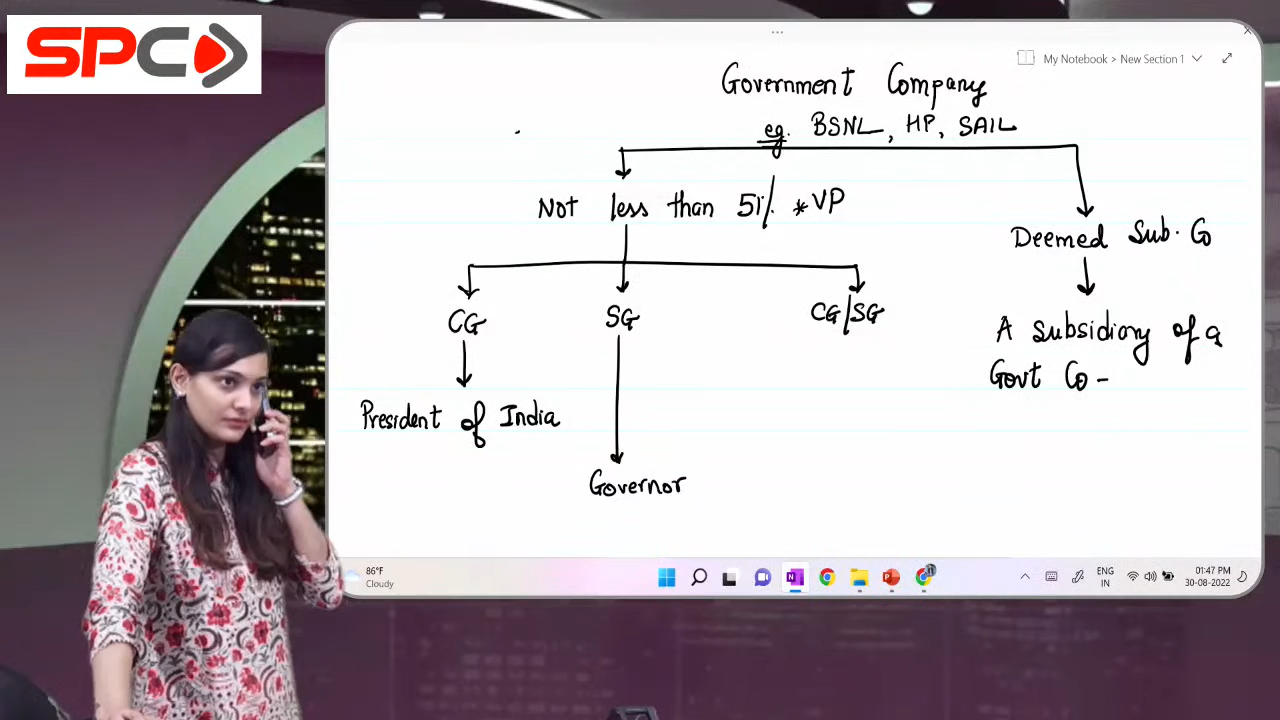 SPC
My Notebook > New Section 1
Government Company
eg. BSNL, HP, SAIL
Not less than 51% *VP
Deemed Sub. Co
CG
SG
CG/SG
A subsidiary of a
Govt Co -
President of India
Governor
86°F
Cloudy
ENG
IN
01:47 PM
30-08-2022